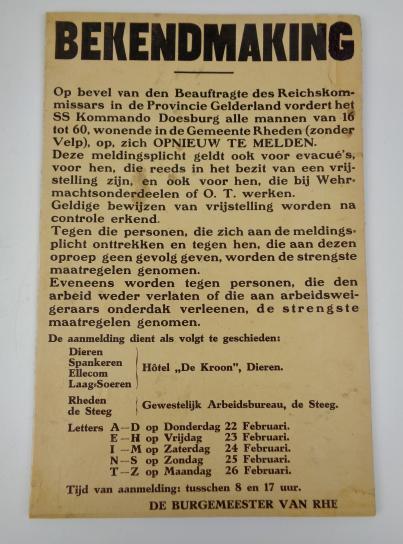 BEKENDMAKING
Op bevel van den Beauftragte des Reichskom-
missars in de Provincie Gelderland vordert het
SS Kommando Doesburg alle mannen van 16
tot 60, wonende in de Gemeente Rheden (zonder
Velp), op, zich OPNIEUW TE MELDEN.
Deze meldingsplicht geldt ook voor evacué's,
voor hen, die reeds in het bezit van een vrij-
stelling zijn, en ook voor hen, die bij Wehr-
machtsonderdeelen of O. T. werken.
Geldige bewijzen van vrijstelling worden na
controle erkend.
Tegen die personen, die zich aan de meldings-
plicht onttrekken en tegen hen, die aan dezen
oproep geen gevolg geven, worden de strengste
maatregelen genomen.
Eveneens worden tegen personen, die den
arbeid weder verlaten of die aan arbeidswei-
geraars onderdak verleenen, de strengste
maatregelen genomen.
De aanmelding dient als volgt te geschieden:
Dieren
Spankeren
Ellecom
Laag-Soeren
Hôtel „De Kroon", Dieren.
Rheden
de Steeg
Gewestelijk Arbeidsbureau, de Steeg.
Letters A—D op Donderdag 22 Februari.
E—H op Vrijdag 23 Februari.
I—M op Zaterdag 24 Februari.
N—S op Zondag 25 Februari.
T—Z op Maandag 26 Februari.
Tijd van aanmelding: tusschen 8 en 17 uur.
DE BURGEMEESTER VAN RHE